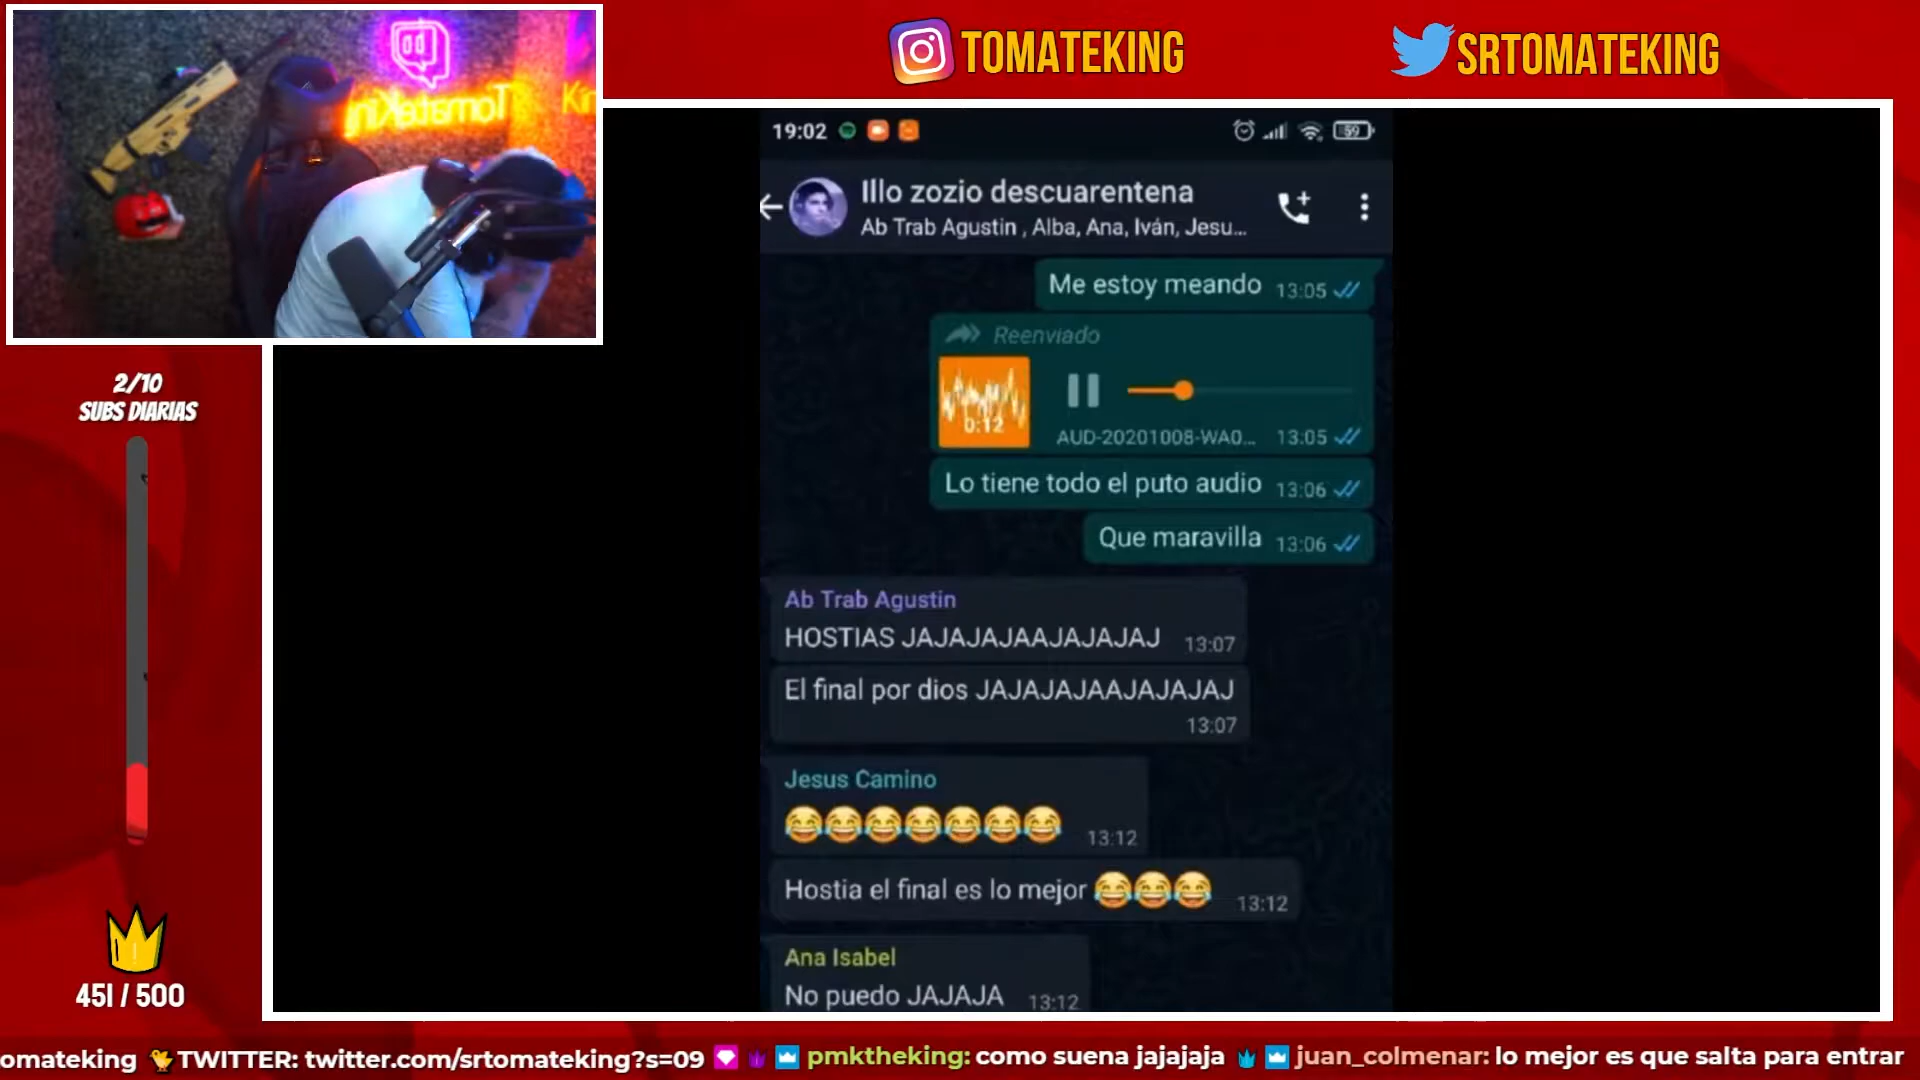 TomateKing
Kin
TOMATEKING
SRTOMATEKING
19:02
59
Illo zozio descuarentena
Ab Trab Agustin , Alba, Ana, Iván, Jesu...
Me estoy meando 13:05
Reenviado
0:12
AUD-20201008-WA0... 13:05
Lo tiene todo el puto audio 13:06
Que maravilla 13:06
Ab Trab Agustin
HOSTIAS JAJAJAJAAJAJAJAJ 13:07
El final por dios JAJAJAJAAJAJAJAJ
13:07
Jesus Camino
😂😂😂😂😂😂😂 13:12
Hostia el final es lo mejor 😂😂😂 13:12
Ana Isabel
No puedo JAJAJA 13:12
2/10
SUBS DIARIAS
451 / 500
omateking TWITTER: twitter.com/srtomateking?s=09 pmktheking: como suena jajajaja juan_colmenar: lo mejor es que salta para entrar